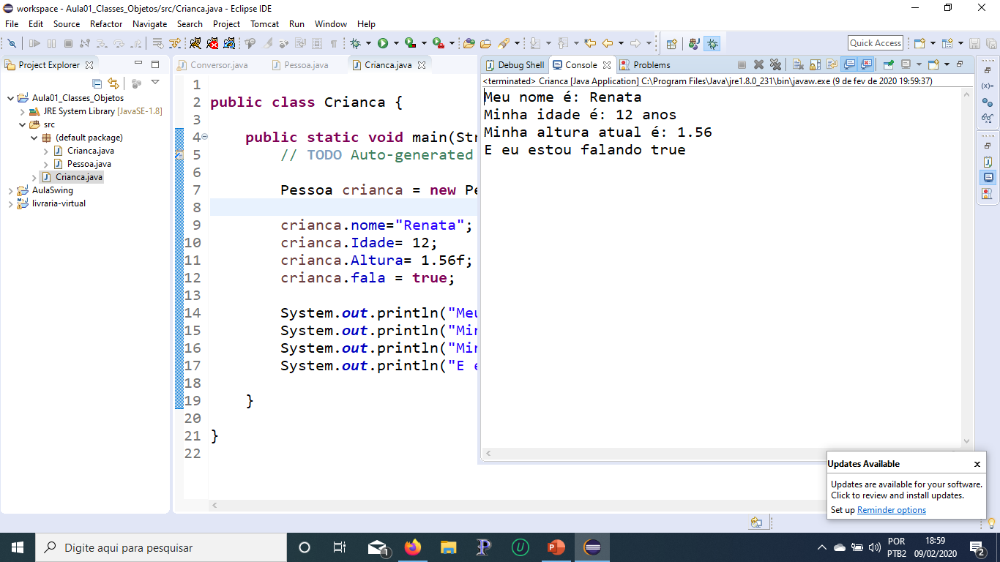 workspace - Aula01_Classes_Objetos/src/Crianca.java - Eclipse IDE
File Edit Source Refactor Navigate Search Project Tomcat Run Window Help
Quick Access
Project Explorer
Aula01_Classes_Objetos
JRE System Library [JavaSE-1.8]
src
(default package)
Crianca.java
Pessoa.java
Crianca.java
AulaSwing
livraria-virtual
Conversor.java Pessoa.java Crianca.java
1
2 public class Crianca {
3
4 public static void main(Str
5 // TODO Auto-generated
6
7 Pessoa crianca = new Pe
8
9 crianca.nome="Renata";
10 crianca.Idade= 12;
11 crianca.Altura= 1.56f;
12 crianca.fala = true;
13
14 System.out.println("Meu
15 System.out.println("Min
16 System.out.println("Min
17 System.out.println("E e
18
19 }
20
21 }
22
Debug Shell Console Problems
<terminated> Crianca [Java Application] C:\Program Files\Java\jre1.8.0_231\bin\javaw.exe (9 de fev de 2020 19:59:37)
Meu nome é: Renata
Minha idade é: 12 anos
Minha altura atual é: 1.56
E eu estou falando true
Updates Available
Updates are available for your software.
Click to review and install updates.
Set up Reminder options
Digite aqui para pesquisar
1
POR
PTB2
18:59
09/02/2020
2